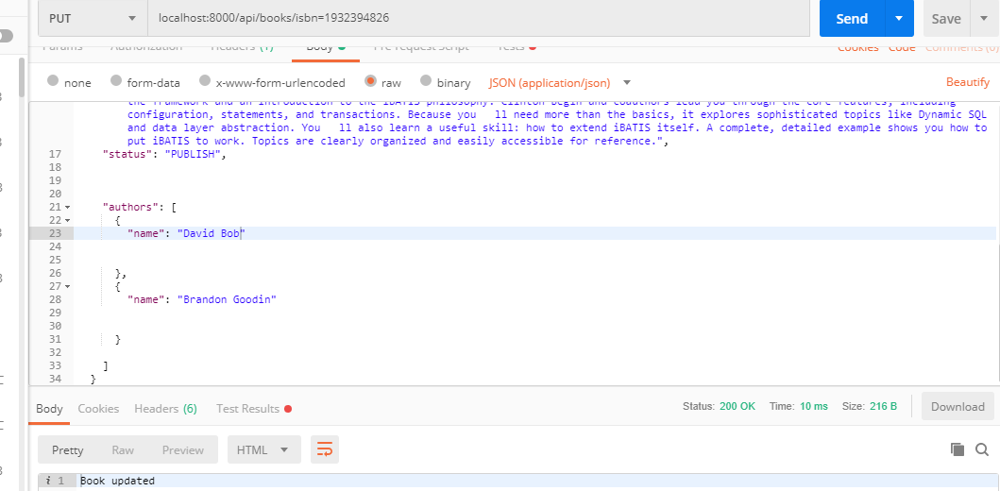 PUT localhost:8000/api/books/isbn=1932394826 Send Save
Params Authorization Headers (1) Body Pre-request Script Tests Cookies Code Comments (0)
none form-data x-www-form-urlencoded raw binary JSON (application/json) Beautify
the framework and an introduction to the iBATIS philosophy. Clinton Begin and coauthors lead you through the core features, including
configuration, statements, and transactions. Because you ll need more than the basics, it explores sophisticated topics like Dynamic SQL
and data layer abstraction. You ll also learn a useful skill: how to extend iBATIS itself. A complete, detailed example shows you how to
put iBATIS to work. Topics are clearly organized and easily accessible for reference.",
17 "status": "PUBLISH",
18
19
20
21 "authors": [
22 {
23 "name": "David Bob"
24
25
26 },
27 {
28 "name": "Brandon Goodin"
29
30
31 }
32
33 ]
34 }
Body Cookies Headers (6) Test Results Status: 200 OK Time: 10 ms Size: 216 B Download
Pretty Raw Preview HTML
i 1 Book updated